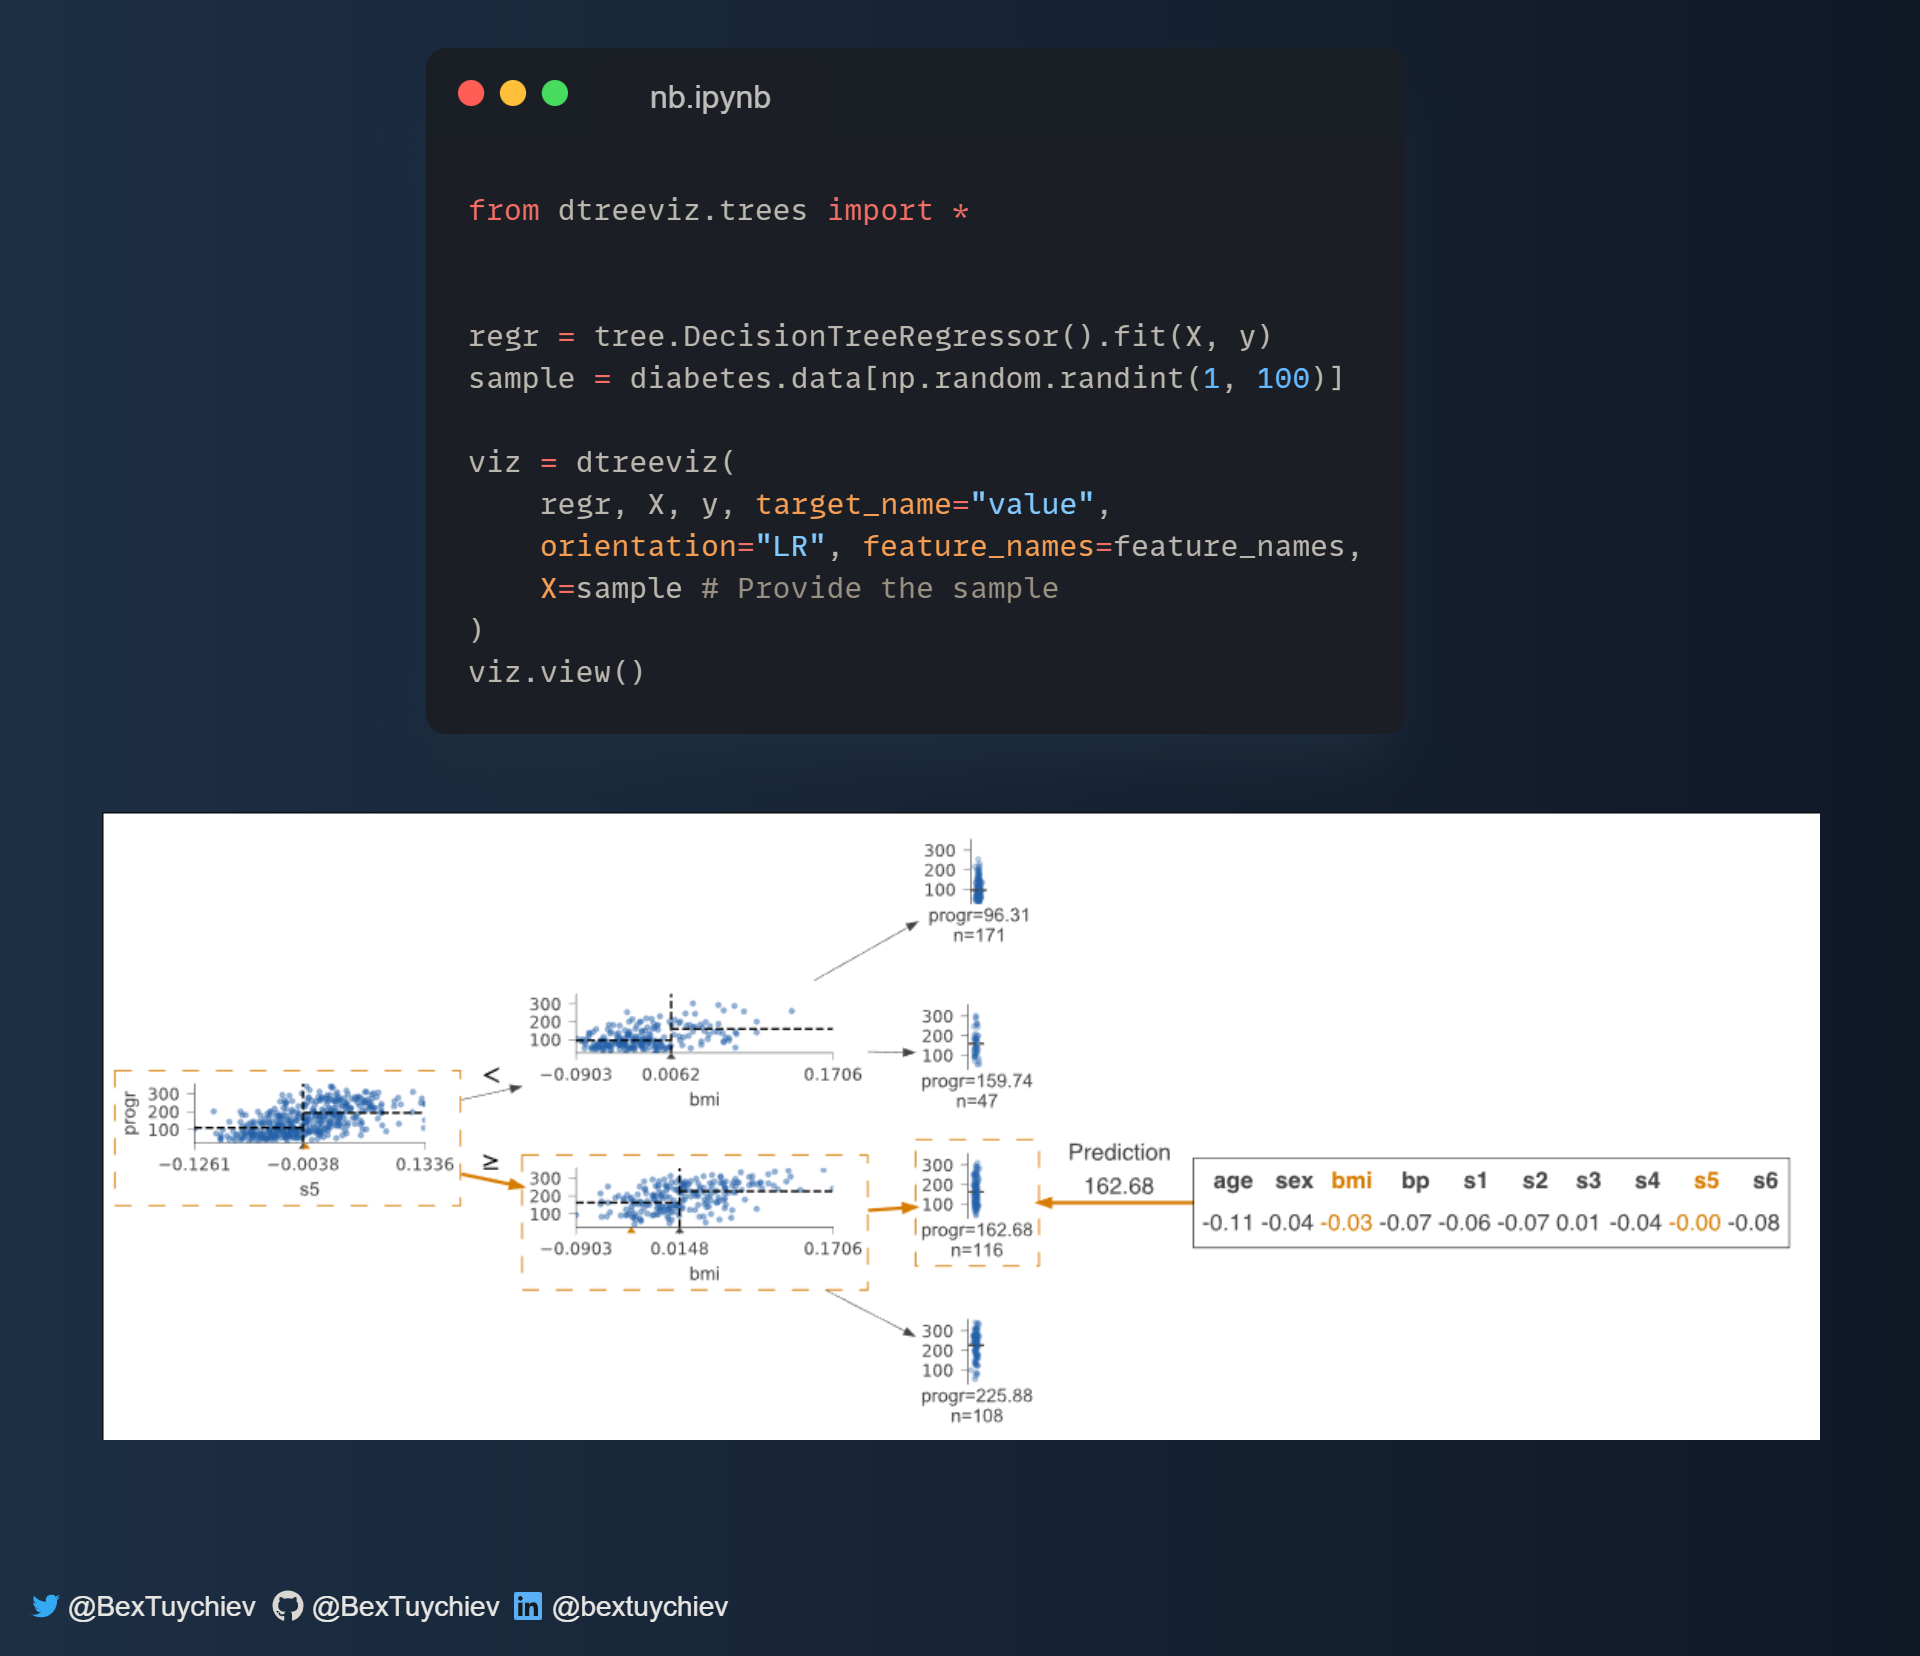 nb.ipynb
from dtreeviz.trees import *
regr = tree.DecisionTreeRegressor().fit(X, y)
sample = diabetes.data[np.random.randint(1, 100)]
viz = dtreeviz(
    regr, X, y, target_name="value",
    orientation="LR", feature_names=feature_names,
    X=sample # Provide the sample
)
viz.view()
300
200
100
progr=96.31
n=171
300
200
100
−0.0903 0.0062 0.1706
bmi
300
200
100
progr=159.74
n=47
<
progr
300
200
100
−0.1261 −0.0038 0.1336
s5
≥
300
200
100
−0.0903 0.0148 0.1706
bmi
300
200
100
progr=162.68
n=116
Prediction
162.68
age sex bmi bp s1 s2 s3 s4 s5 s6
-0.11 -0.04 -0.03 -0.07 -0.06 -0.07 0.01 -0.04 -0.00 -0.08
300
200
100
progr=225.88
n=108
@BexTuychiev @BexTuychiev in @bextuychiev